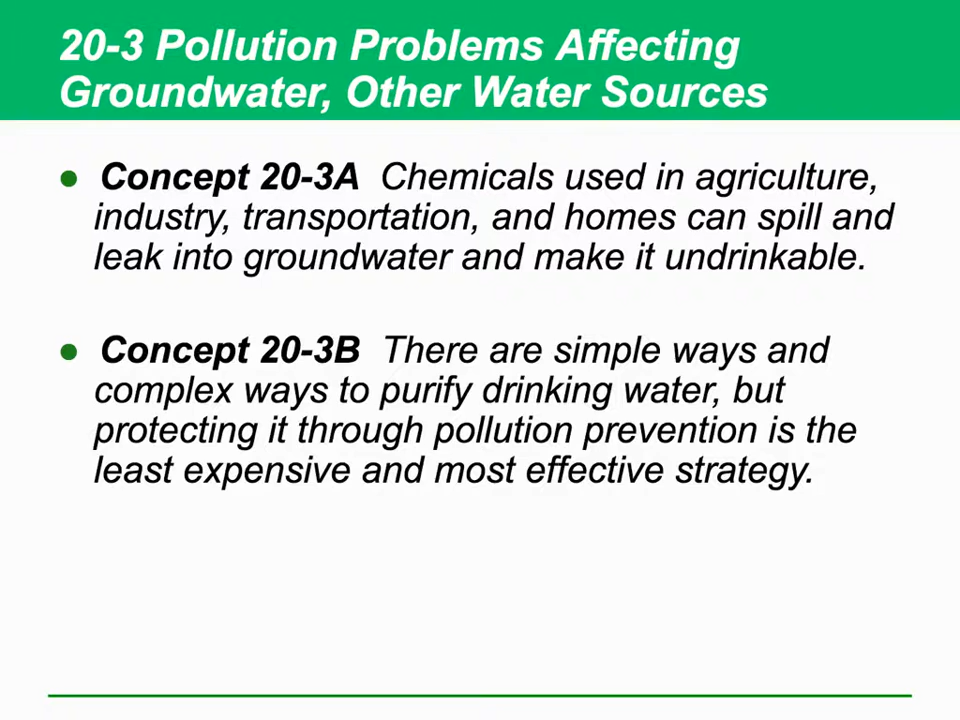 20-3 Pollution Problems Affecting
Groundwater, Other Water Sources
● Concept 20-3A Chemicals used in agriculture,
industry, transportation, and homes can spill and
leak into groundwater and make it undrinkable.
● Concept 20-3B There are simple ways and
complex ways to purify drinking water, but
protecting it through pollution prevention is the
least expensive and most effective strategy.